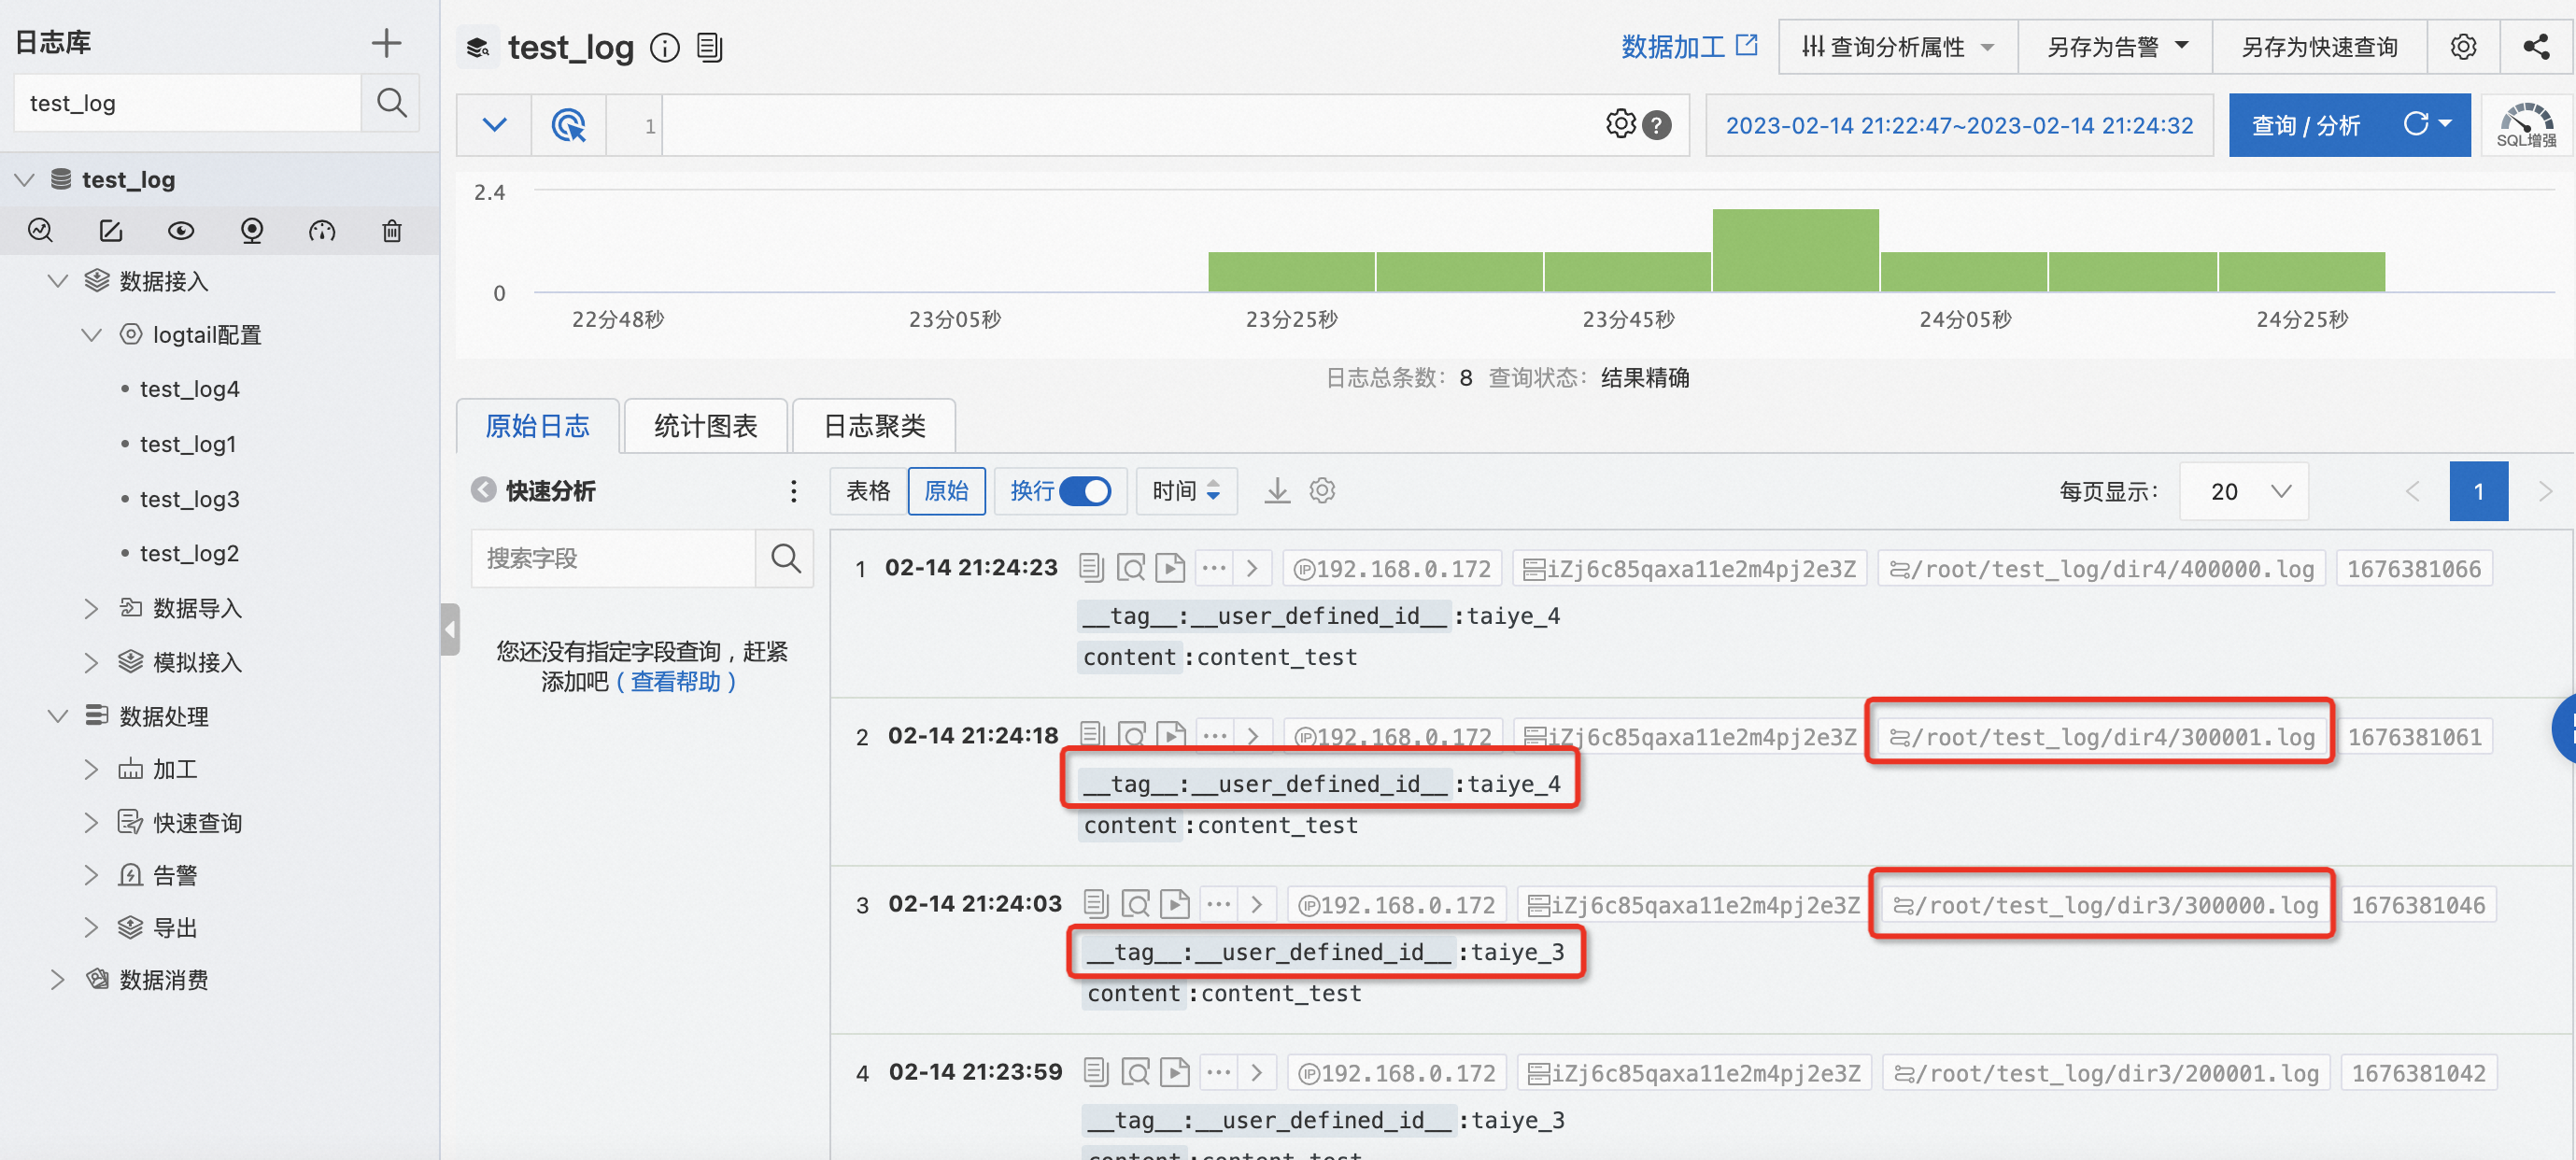 日志库
test_log
test_log
数据接入
logtail配置
test_log4
test_log1
test_log3
test_log2
数据导入
模拟接入
数据处理
加工
快速查询
告警
导出
数据消费
test_log
数据加工
查询分析属性
另存为告警
另存为快速查询
1
2023-02-14 21:22:47~2023-02-14 21:24:32
查询 / 分析
SQL增强
2.4
0
22分48秒 23分05秒 23分25秒 23分45秒 24分05秒 24分25秒
日志总条数: 8 查询状态: 结果精确
原始日志 统计图表 日志聚类
快速分析
搜索字段
您还没有指定字段查询,赶紧
添加吧(查看帮助)
表格 原始 换行 时间
每页显示: 20 1
1 02-14 21:24:23 ··· > IP 192.168.0.172 iZj6c85qaxa11e2m4pj2e3Z /root/test_log/dir4/400000.log 1676381066
__tag__:__user_defined_id__ :taiye_4
content :content_test
2 02-14 21:24:18 ··· > IP 192.168.0.172 iZj6c85qaxa11e2m4pj2e3Z /root/test_log/dir4/300001.log 1676381061
__tag__:__user_defined_id__ :taiye_4
content :content_test
3 02-14 21:24:03 ··· > IP 192.168.0.172 iZj6c85qaxa11e2m4pj2e3Z /root/test_log/dir3/300000.log 1676381046
__tag__:__user_defined_id__ :taiye_3
content :content_test
4 02-14 21:23:59 ··· > IP 192.168.0.172 iZj6c85qaxa11e2m4pj2e3Z /root/test_log/dir3/200001.log 1676381042
__tag__:__user_defined_id__ :taiye_3
content :content_test